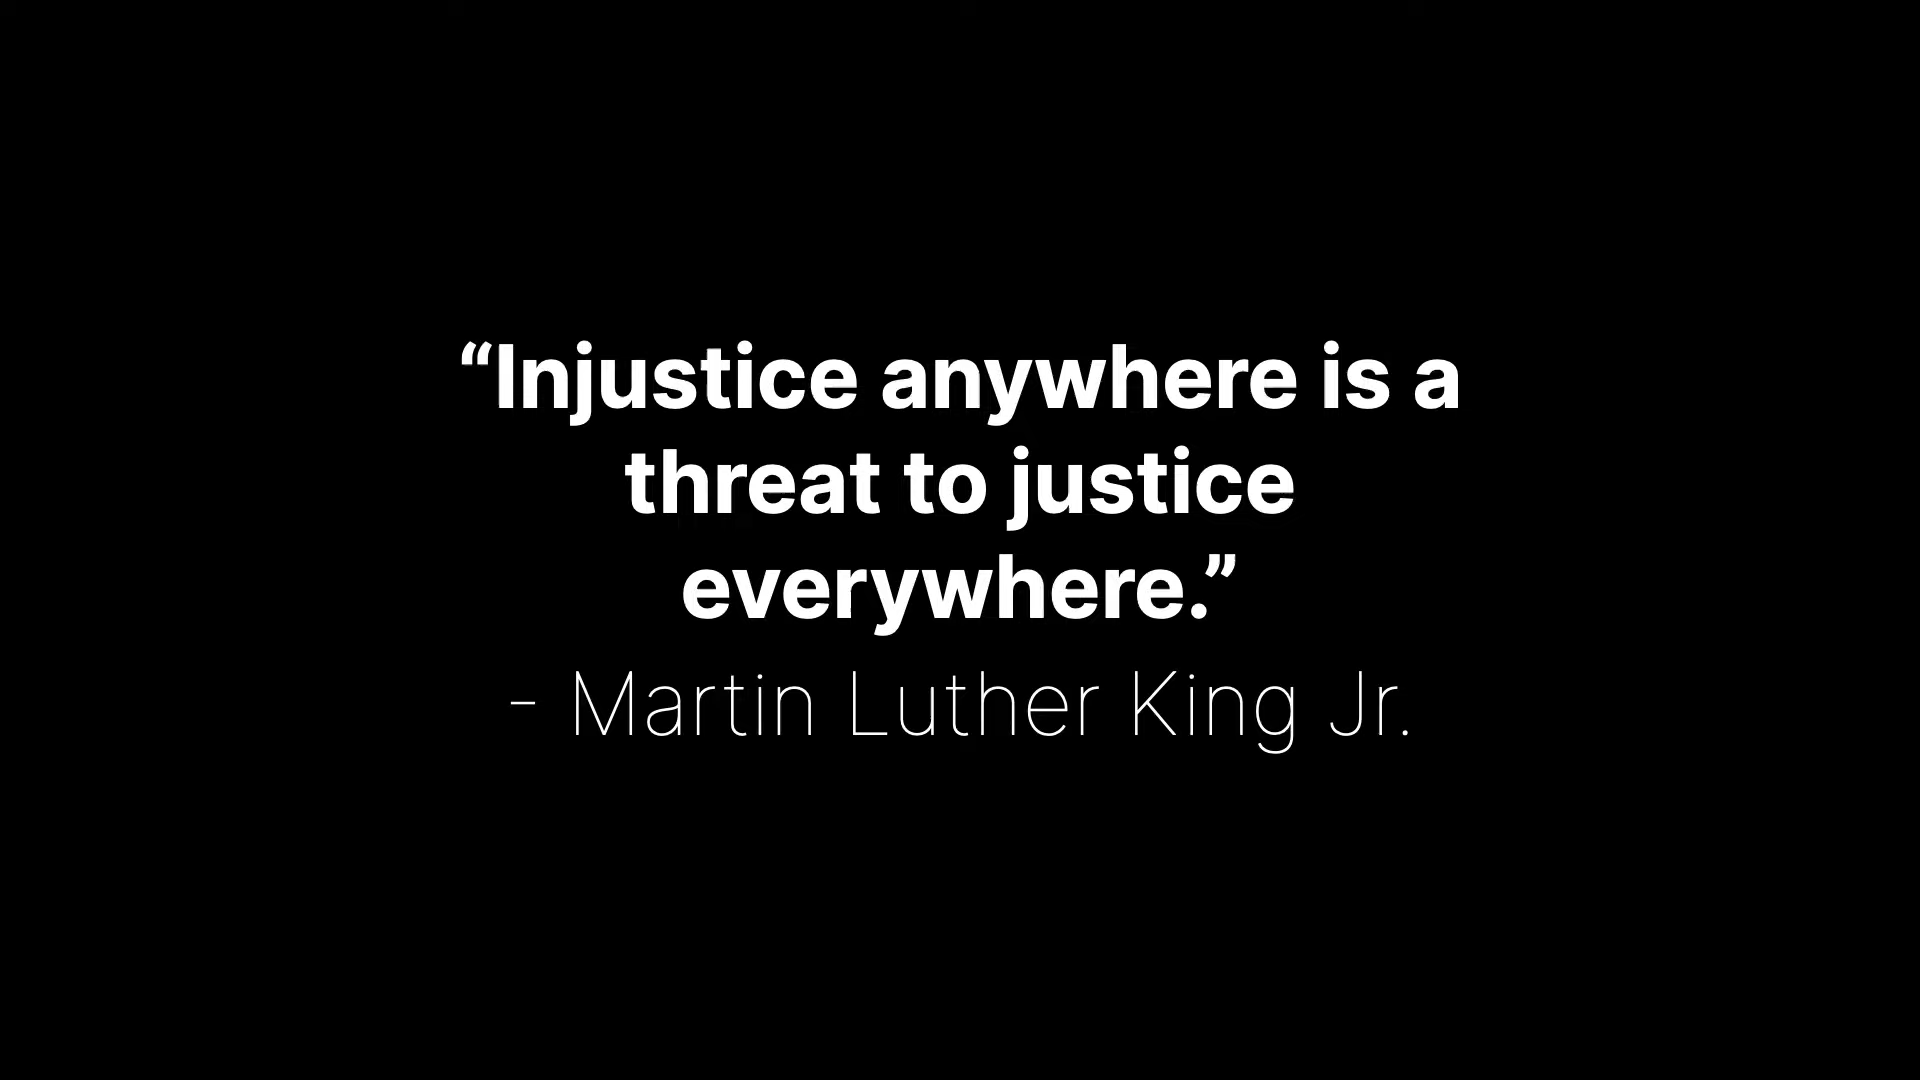 “Injustice anywhere is a
threat to justice
everywhere.”
- Martin Luther King Jr.